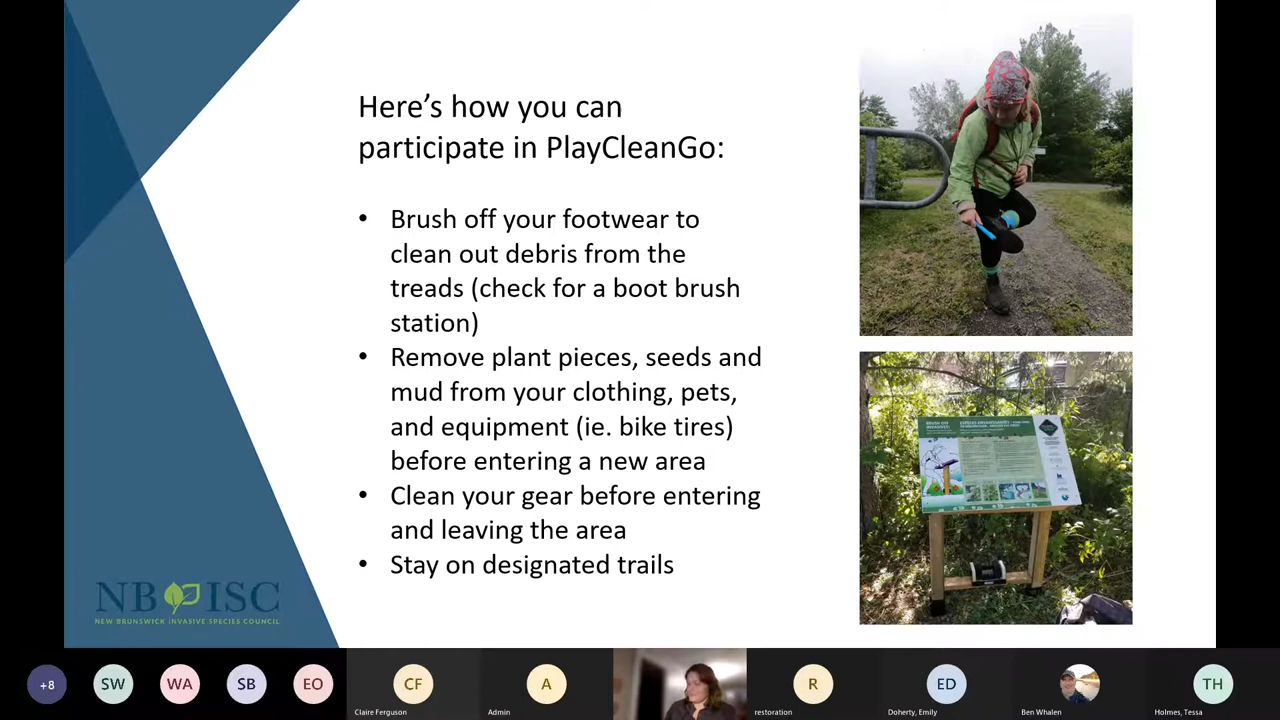 Here's how you can
participate in PlayCleanGo:
• Brush off your footwear to
clean out debris from the
treads (check for a boot brush
station)
• Remove plant pieces, seeds and
mud from your clothing, pets,
and equipment (ie. bike tires)
before entering a new area
• Clean your gear before entering
and leaving the area
• Stay on designated trails
NB ISC
NEW BRUNSWICK INVASIVE SPECIES COUNCIL
+8
SW
WA
SB
EO
CF
Claire Ferguson
A
Admin
R
restoration
ED
Doherty, Emily
Ben Whalen
TH
Holmes, Tessa